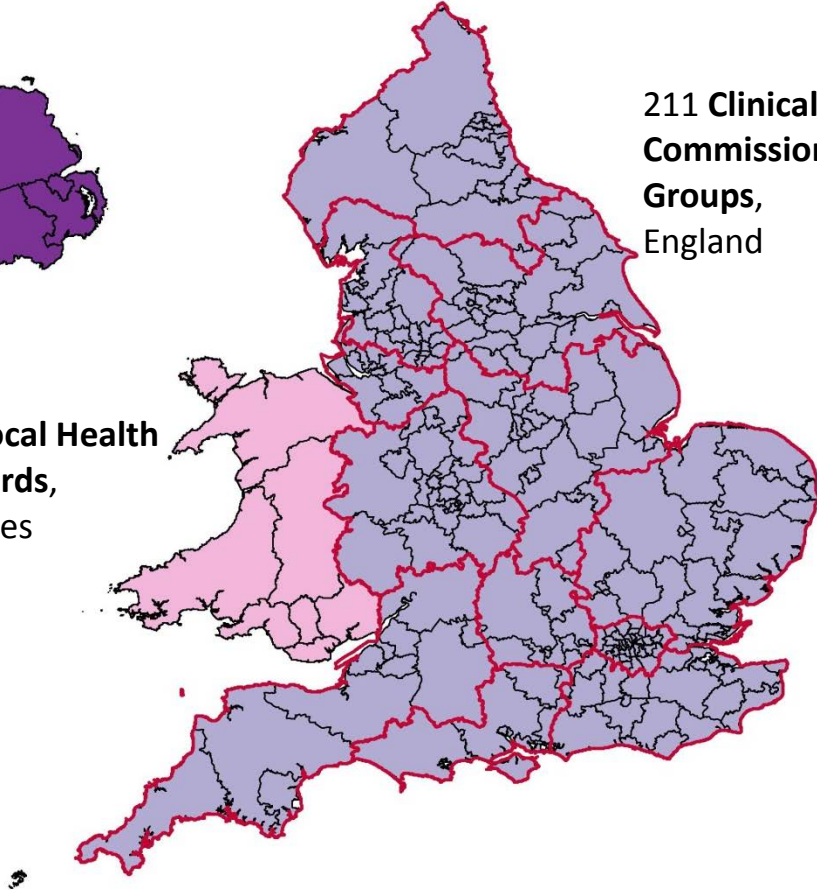 211 Clinical
Commission
Groups,
England
ocal Health
rds,
es